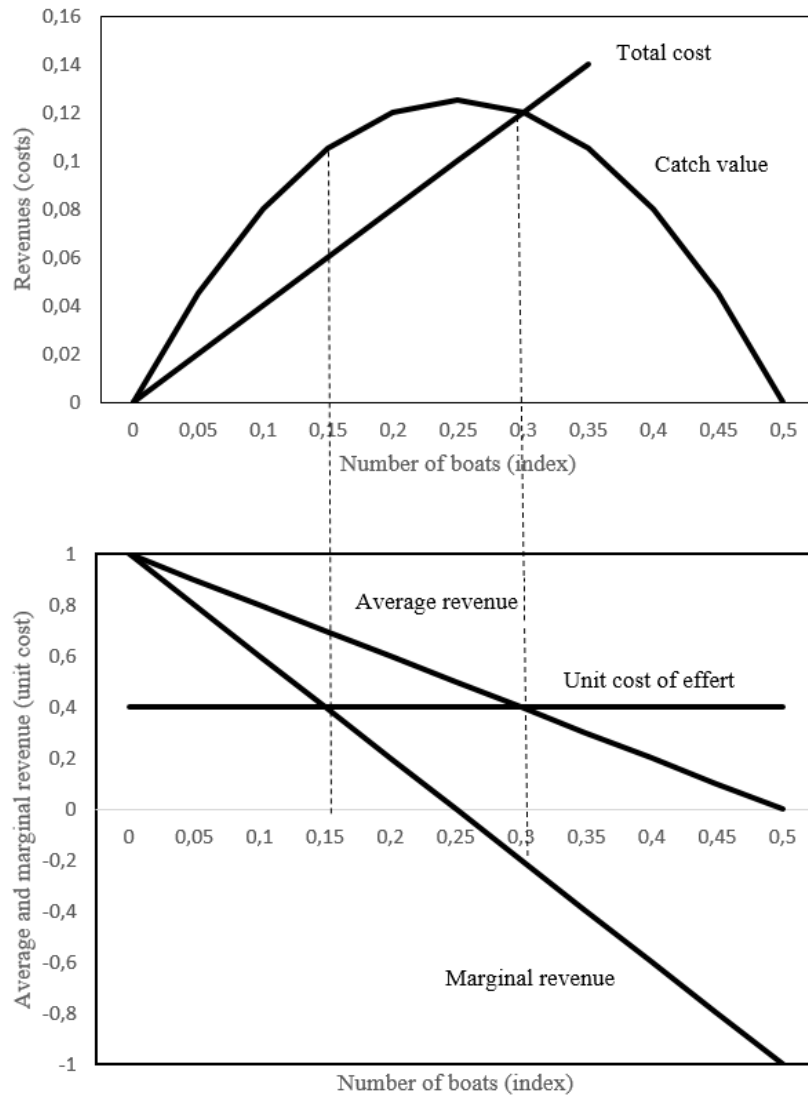 0,16
0,14
0,12
0,1
0,08
0,06
0,04
0,02
0
Revenues (costs)
Total cost
Catch value
0 0,05 0,1 0,15 0,2 0,25 0,3 0,35 0,4 0,45 0,5
Number of boats (index)
1
0,8
0,6
0,4
0,2
0
-0,2
-0,4
-0,6
-0,8
-1
Average and marginal revenue (unit cost)
Average revenue
Unit cost of effert
0 0,05 0,1 0,15 0,2 0,25 0,3 0,35 0,4 0,45 0,5
Marginal revenue
Number of boats (index)